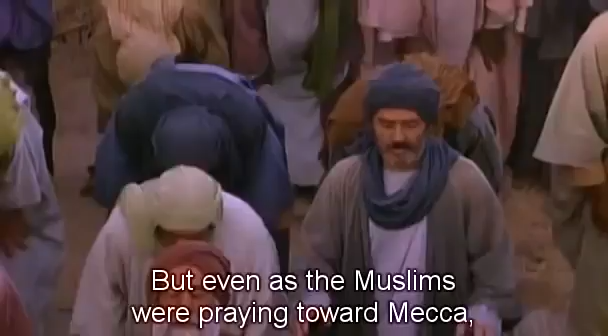 But even as the Muslims
were praying toward Mecca,